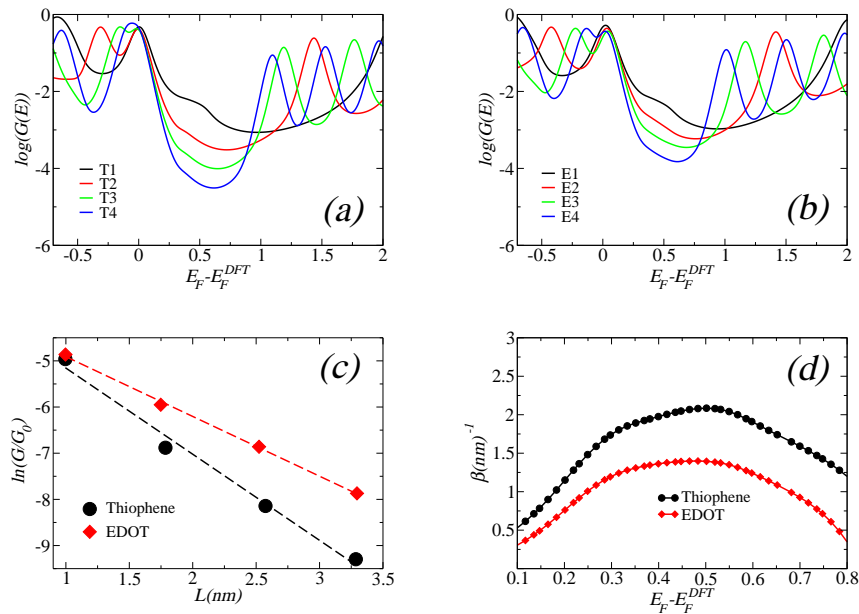 0
-2
-4
-6
log(G(E))
T1
T2
T3
T4
(a)
-0.5 0 0.5 1 1.5 2
E_F-E_F^DFT
0
-2
-4
-6
log(G(E))
E1
E2
E3
E4
(b)
-0.5 0 0.5 1 1.5 2
E_F-E_F^DFT
-5
-6
-7
-8
-9
ln(G/G_0)
(c)
Thiophene
EDOT
1 1.5 2 2.5 3 3.5
L(nm)
3
2.5
2
1.5
1
0.5
0
β(nm)^-1
(d)
Thiophene
EDOT
0.1 0.2 0.3 0.4 0.5 0.6 0.7 0.8
E_F-E_F^DFT